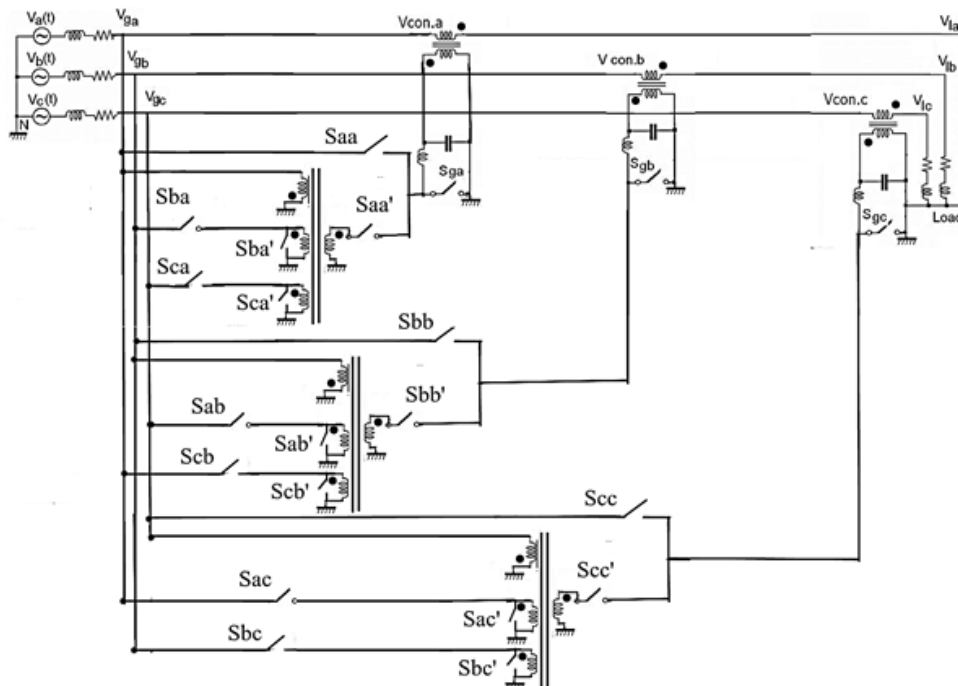 Va(t)
Vga
Vcon.a
Vla
Vb(t)
Vgb
V con.b
Vlb
Vc(t)
Vgc
Vcon.c
Vlc
N
Saa
Sga
Sgb
Sba
Saa'
Sgc
Load
Sba'
Sca
Sca'
Sbb
Sbb'
Sab
Sab'
Scb
Scb'
Scc
Scc'
Sac
Sac'
Sbc
Sbc'